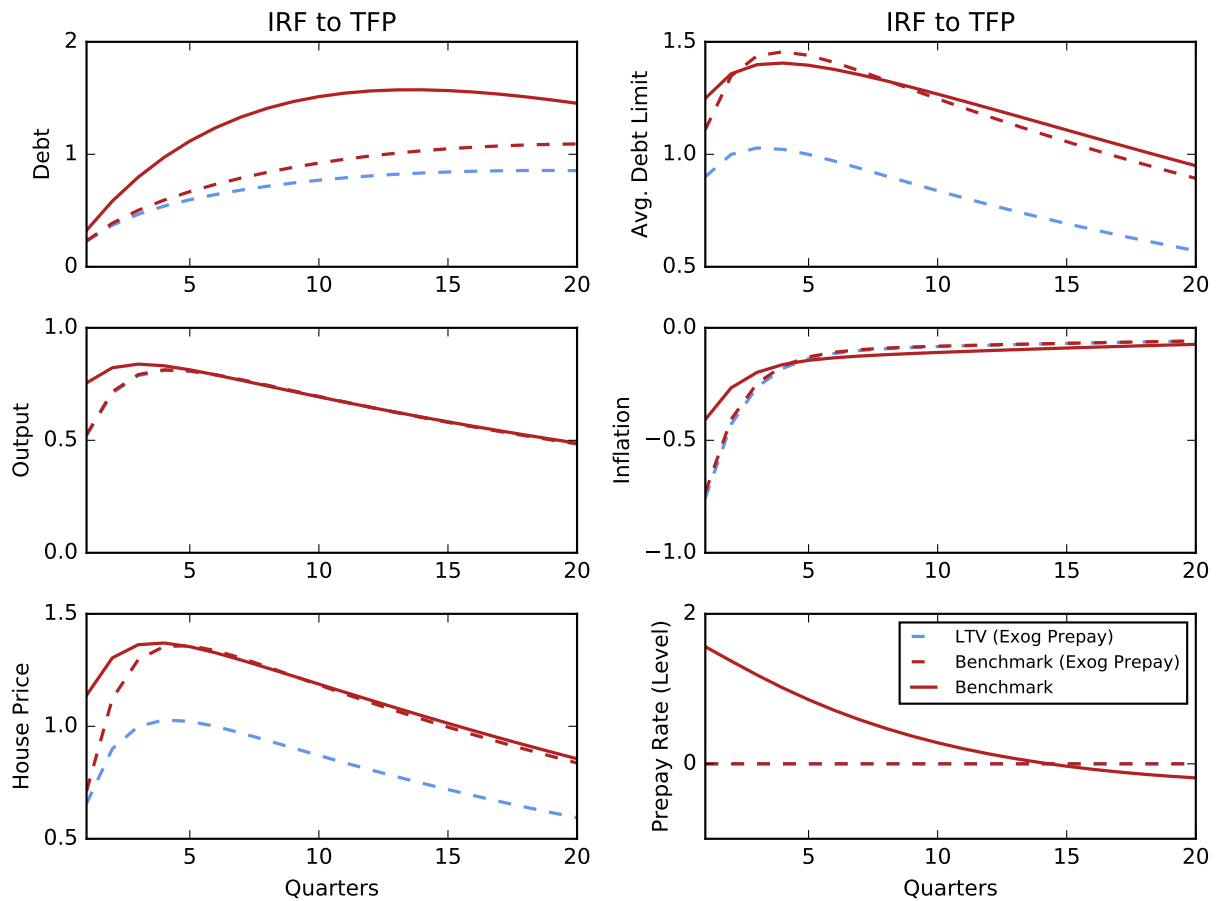 IRF to TFP
2
1
0
Debt
5 10 15 20
IRF to TFP
1.5
1.0
0.5
Avg. Debt Limit
5 10 15 20
1.0
0.5
0.0
Output
5 10 15 20
0.0
−0.5
−1.0
Inflation
5 10 15 20
1.5
1.0
0.5
House Price
5 10 15 20
Quarters
2
0
Prepay Rate (Level)
LTV (Exog Prepay)
Benchmark (Exog Prepay)
Benchmark
5 10 15 20
Quarters